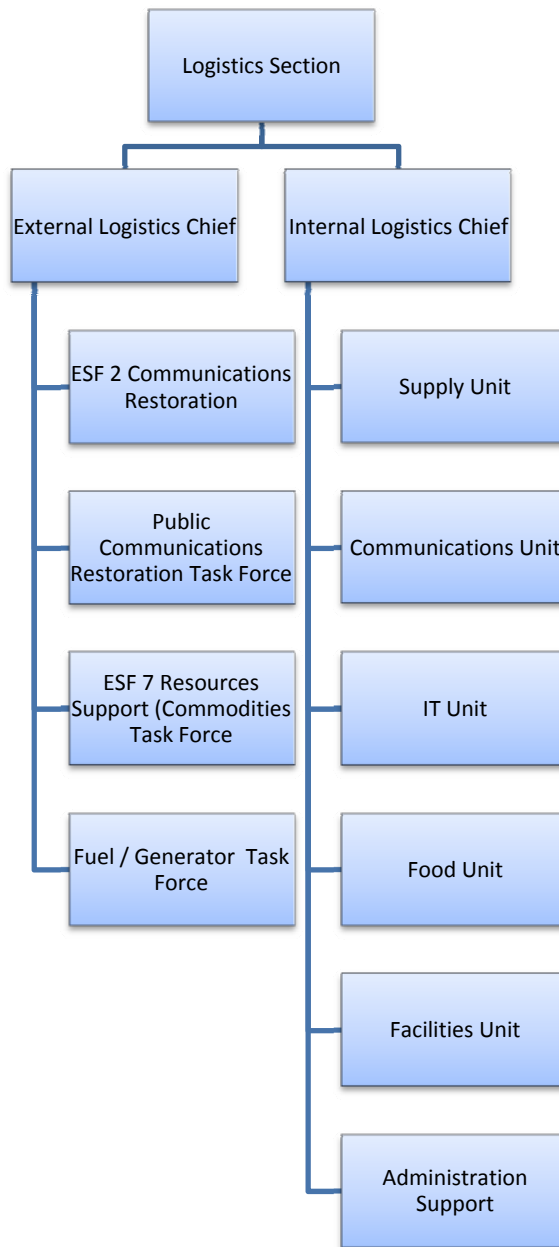 Logistics Section
External Logistics Chief
Internal Logistics Chief
ESF 2 Communications
Restoration
Supply Unit
Public
Communications
Restoration Task Force
Communications Unit
ESF 7 Resources
Support (Commodities
Task Force
IT Unit
Fuel / Generator  Task
Force
Food Unit
Facilities Unit
Administration
Support